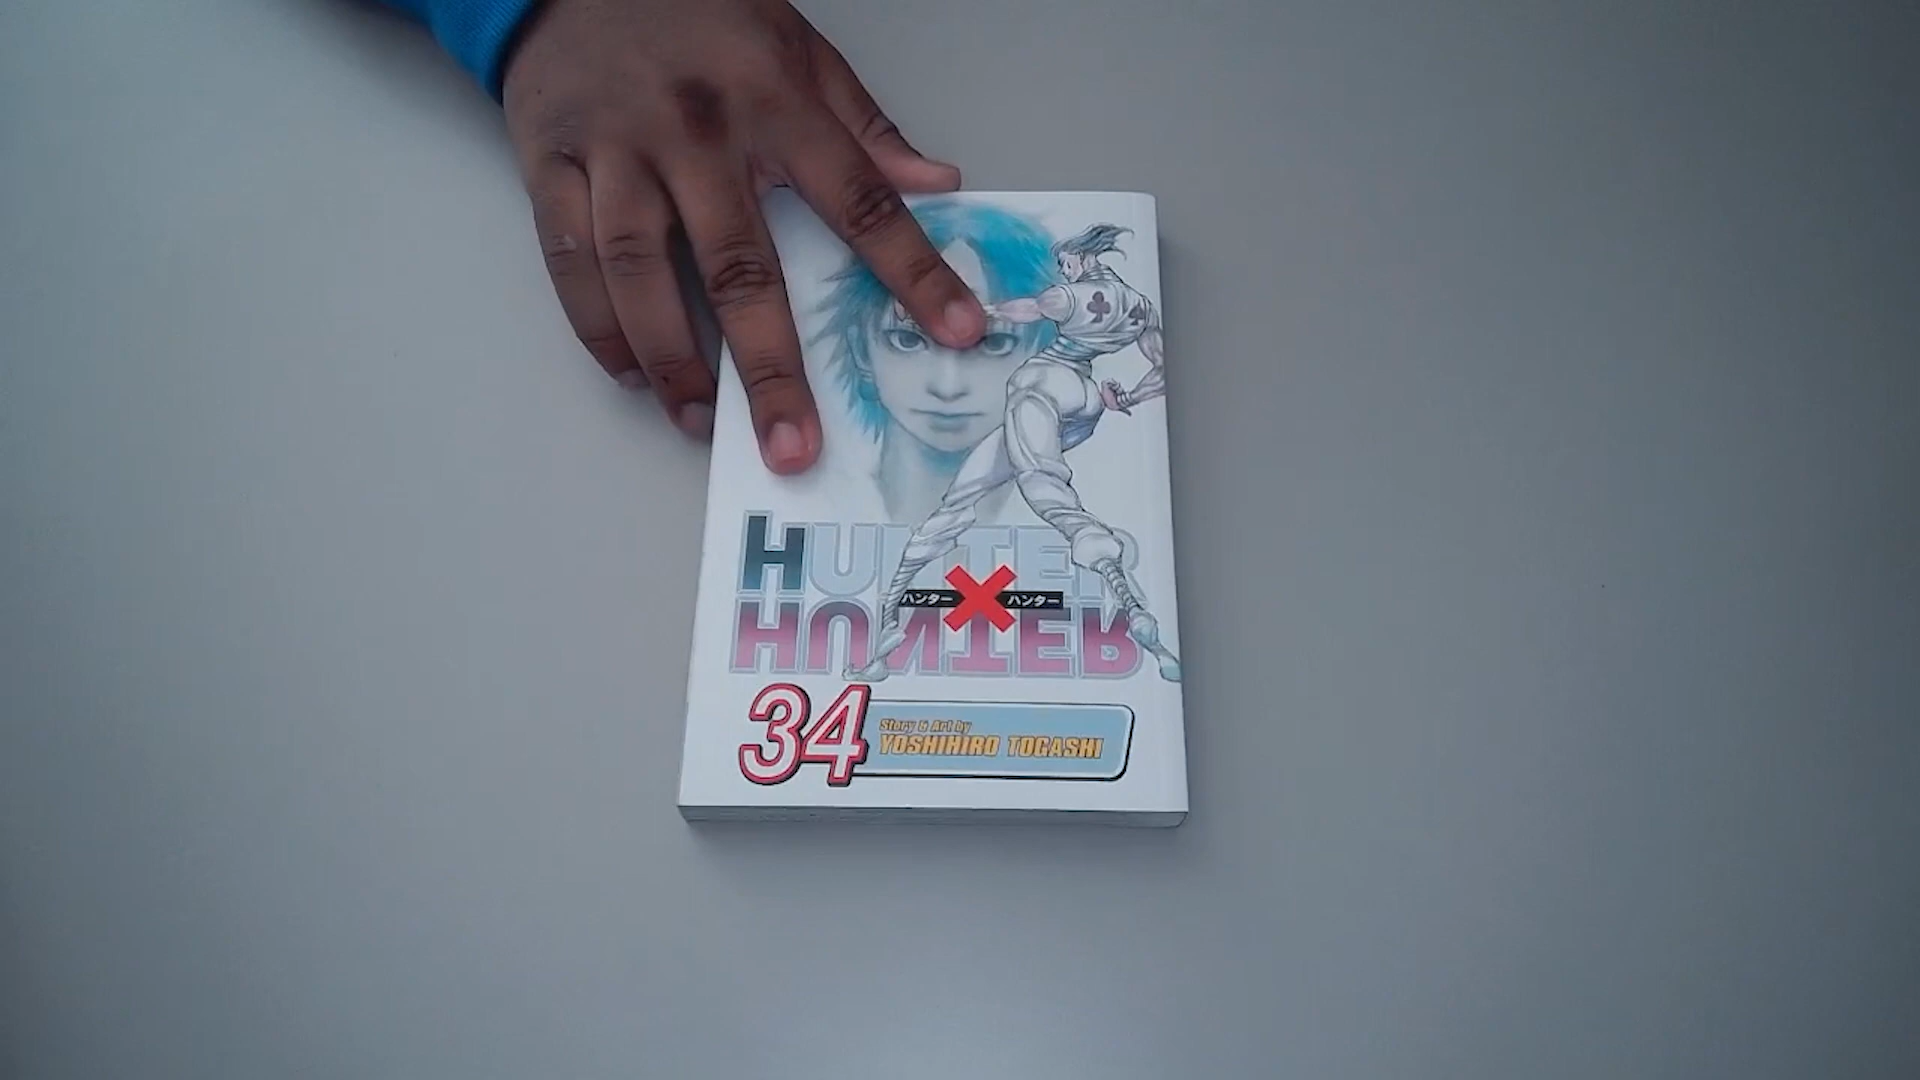 HUNTER
ハンター × ハンター
HUNTER
34
Story & Art by
YOSHIHIRO TOGASHI